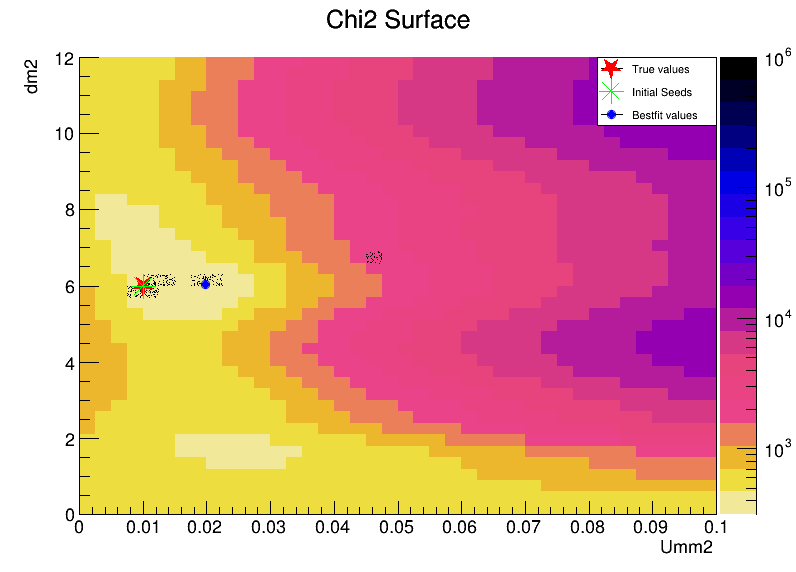 Chi2 Surface
dm2
12
10
8
6
4
2
0
True values
Initial Seeds
Bestfit values
10^6
10^5
10^4
10^3
0 0.01 0.02 0.03 0.04 0.05 0.06 0.07 0.08 0.09 0.1
Umm2